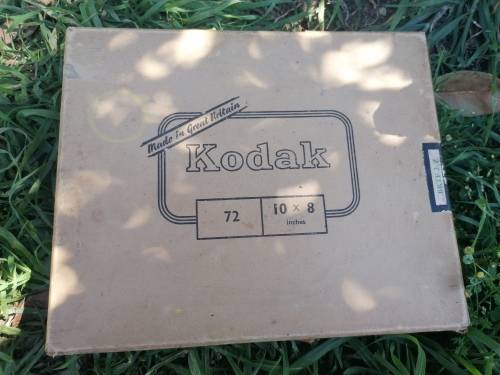 Made in Great Britain
Kodak
72
10 × 8
inches